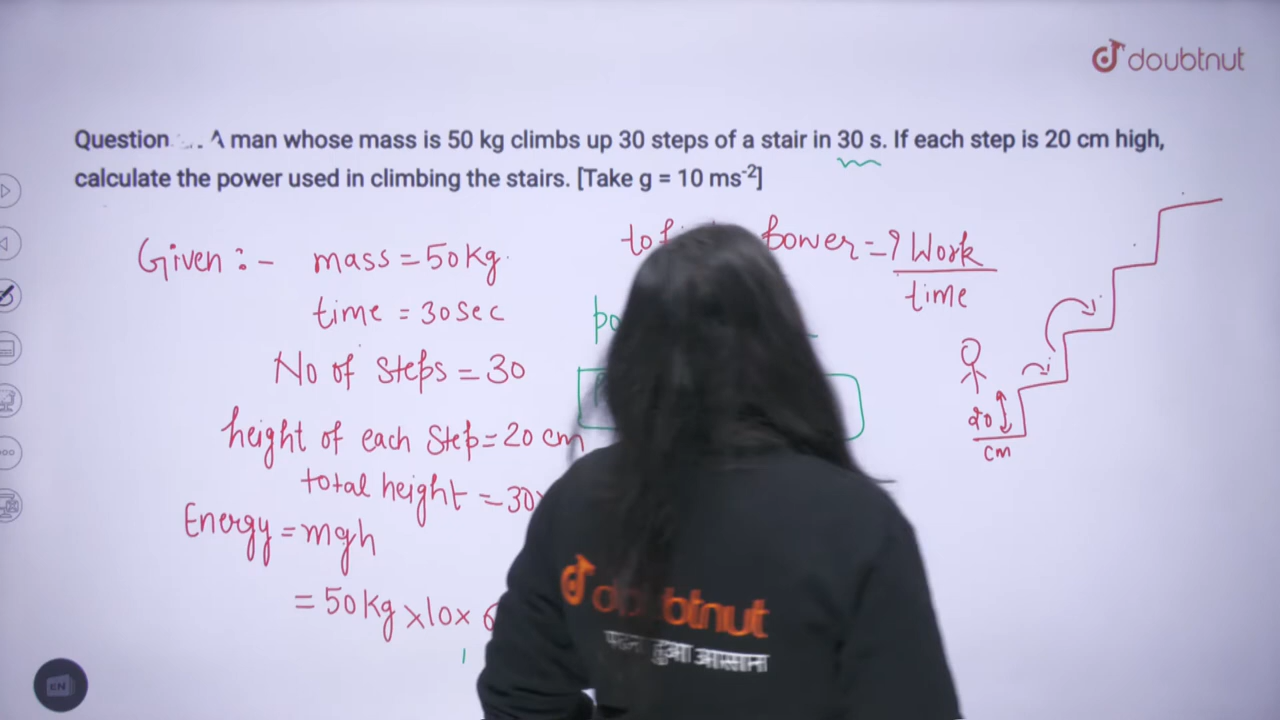 doubtnut
Question A man whose mass is 50 kg climbs up 30 steps of a stair in 30 s. If each step is 20 cm high,
calculate the power used in climbing the stairs. [Take g = 10 ms-2]
Given :- mass = 50 kg.
time = 30 sec
No of steps = 30
height of each step = 20 cm
total height = 30
Energy = mgh
= 50 kg × 10 ×
power = ? Work
time
20
cm
doubtnut
पढ़ना हुआ आसान
EN